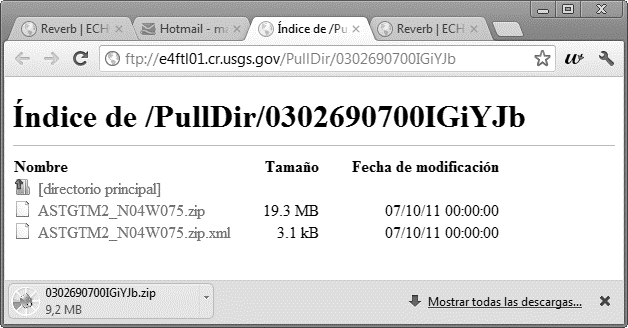 Reverb | ECH
Hotmail - ma
Índice de /Pu
Reverb | ECH
ftp://e4ftl01.cr.usgs.gov/PullDir/0302690700IGiYJb
Índice de /PullDir/0302690700IGiYJb
Nombre Tamaño Fecha de modificación
[directorio principal]
ASTGTM2_N04W075.zip 19.3 MB 07/10/11 00:00:00
ASTGTM2_N04W075.zip.xml 3.1 kB 07/10/11 00:00:00
0302690700IGiYJb.zip
9,2 MB
Mostrar todas las descargas...